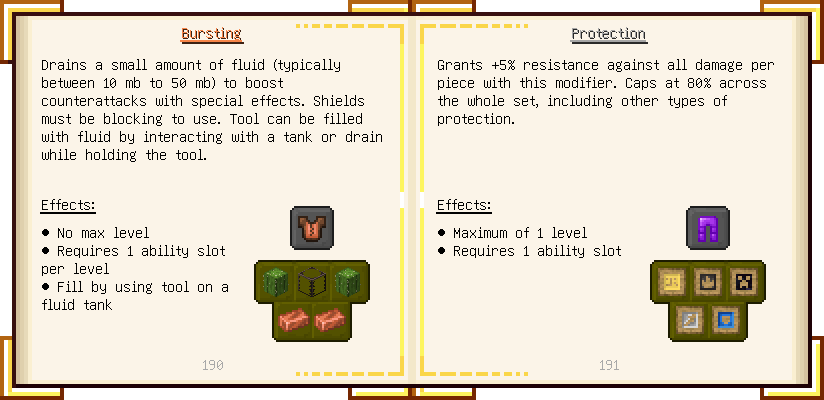 Bursting
Drains a small amount of fluid (typically
between 10 mb to 50 mb) to boost
counterattacks with special effects. Shields
must be blocking to use. Tool can be filled
with fluid by interacting with a tank or drain
while holding the tool.
Effects:
● No max level
● Requires 1 ability slot
per level
● Fill by using tool on a
fluid tank
190
Protection
Grants +5% resistance against all damage per
piece with this modifier. Caps at 80% across
the whole set, including other types of
protection.
Effects:
● Maximum of 1 level
● Requires 1 ability slot
191